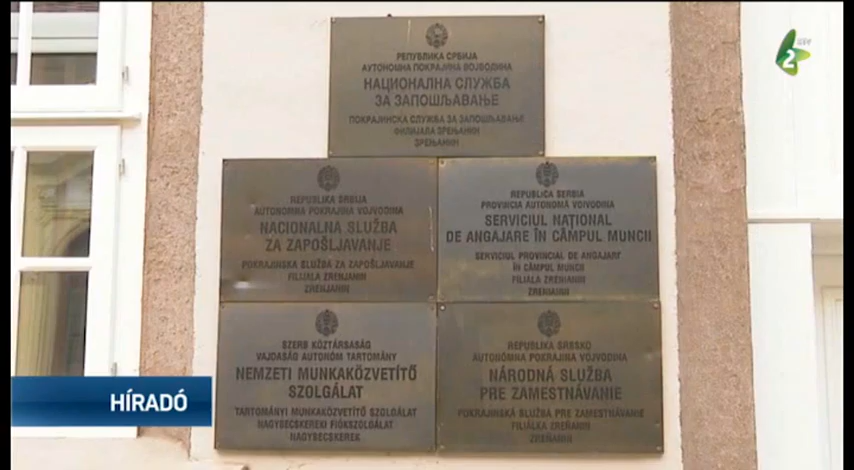 РЕПУБЛИКА СРБИЈА
АУТОНОМНА ПОКРАЈИНА ВОЈВОДИНА
НАЦИОНАЛНА СЛУЖБА
ЗА ЗАПОШЉАВАЊЕ
ПОКРАЈИНСКА СЛУЖБА ЗА ЗАПОШЉАВАЊЕ
ФИЛИЈАЛА ЗРЕЊАНИН
ЗРЕЊАНИН
REPUBLIKA SRBIJA
AUTONOMNA POKRAJINA VOJVODINA
NACIONALNA SLUŽBA
ZA ZAPOŠLJAVANJE
POKRAJINSKA SLUŽBA ZA ZAPOŠLJAVANJE
FILIJALA ZRENJANIN
ZRENJANIN
REPUBLICA SERBIA
PROVINCIA AUTONOMĂ VOIVODINA
SERVICIUL NAȚIONAL
DE ANGAJARE ÎN CÂMPUL MUNCII
SERVICIUL PROVINCIAL DE ANGAJARY
ÎN CÂMPUL MUNCII
FILIALA ZRENIANIN
ZRENIANIN
SZERB KÖZTÁRSASÁG
VAJDASÁG AUTONÓM TARTOMÁNY
NEMZETI MUNKAKÖZVETÍTŐ
SZOLGÁLAT
TARTOMÁNYI MUNKAKÖZVETÍTŐ SZOLGÁLAT
NAGYBECSKEREKI FIÓKSZOLGÁLAT
NAGYBECSKEREK
REPUBLIKA SRBSKO
AUTONÓMNA POKRAJINA VOJVODINA
NÁRODNÁ SLUŽBA
PRE ZAMESTNÁVANIE
POKRAJINSKÁ SLUŽBA PRE ZAMESTNÁVANIE
FILIÁLKA ZREŇANIN
ZREŇANIN
HÍRADÓ
2